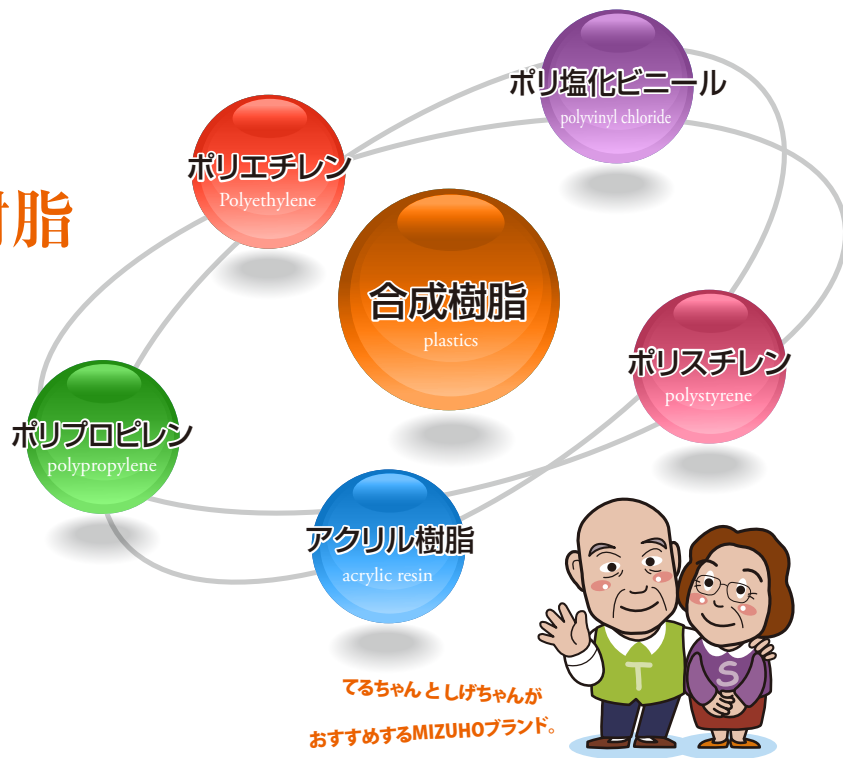 ポリ塩化ビニール
polyvinyl chloride
ポリエチレン
Polyethylene
樹脂
合成樹脂
plastics
ポリスチレン
polystyrene
ポリプロピレン
polypropylene
アクリル樹脂
acrylic resin
てるちゃんとしげちゃんが
おすすめするMIZUHOブランド。
T
S